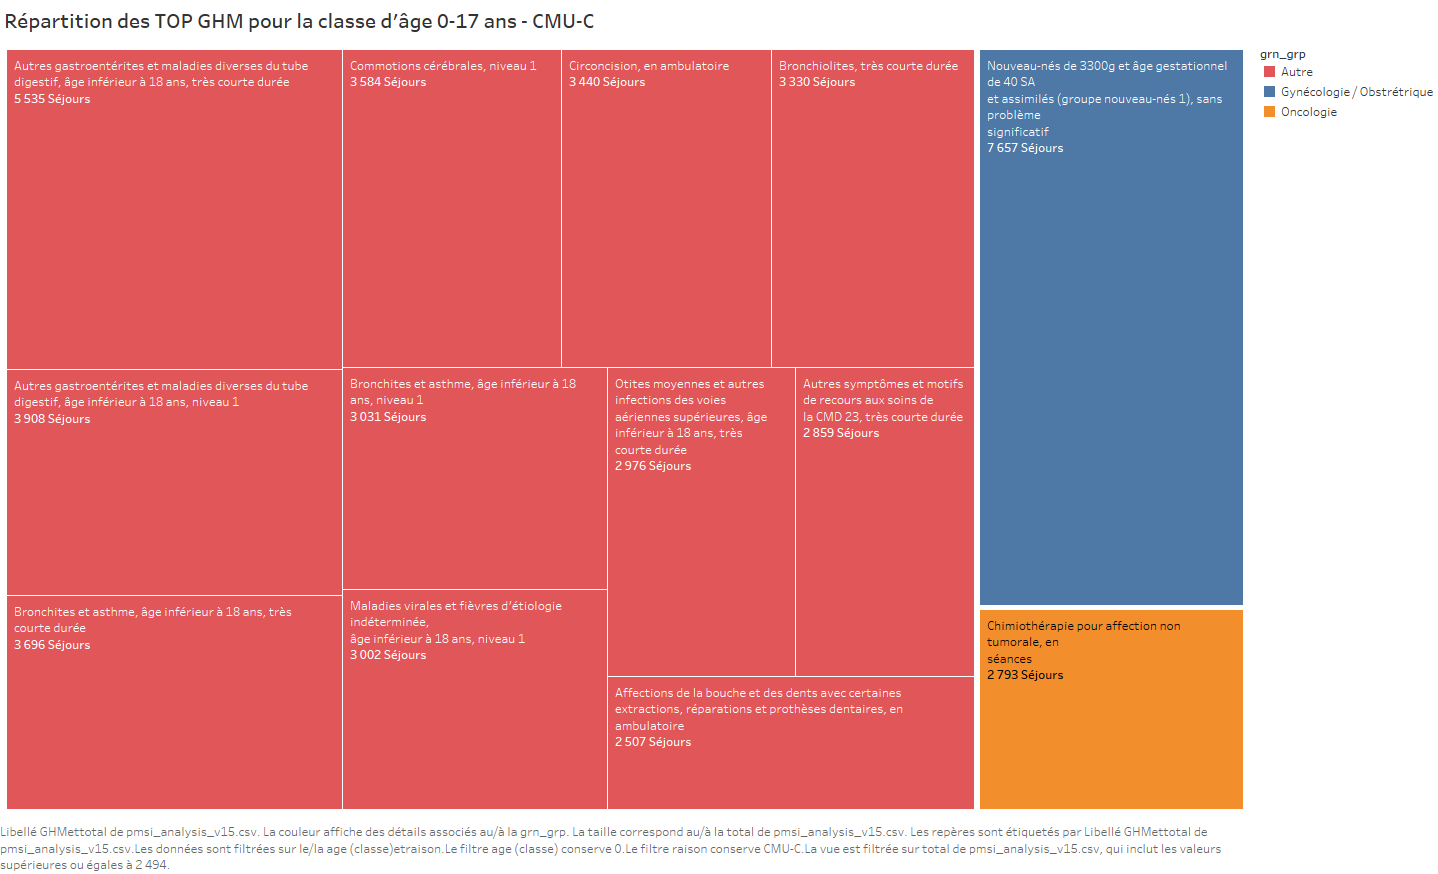 Répartition des TOP GHM pour la classe d’âge 0-17 ans - CMU-C
Autres gastroentérites et maladies diverses du tube
digestif, âge inférieur à 18 ans, très courte durée
5 535 Séjours
Commotions cérébrales, niveau 1
3 584 Séjours
Circoncision, en ambulatoire
3 440 Séjours
Bronchiolites, très courte durée
3 330 Séjours
Nouveau-nés de 3300g et âge gestationnel
de 40 SA
et assimilés (groupe nouveau-nés 1), sans
problème
significatif
7 657 Séjours
grn_grp
Autre
Gynécologie / Obstrétrique
Oncologie
Autres gastroentérites et maladies diverses du tube
digestif, âge inférieur à 18 ans, niveau 1
3 908 Séjours
Bronchites et asthme, âge inférieur à 18
ans, niveau 1
3 031 Séjours
Otites moyennes et autres
infections des voies
aériennes supérieures, âge
inférieur à 18 ans, très
courte durée
2 976 Séjours
Autres symptômes et motifs
de recours aux soins de
la CMD 23, très courte durée
2 859 Séjours
Bronchites et asthme, âge inférieur à 18 ans, très
courte durée
3 696 Séjours
Maladies virales et fièvres d’étiologie
indéterminée,
âge inférieur à 18 ans, niveau 1
3 002 Séjours
Affections de la bouche et des dents avec certaines
extractions, réparations et prothèses dentaires, en
ambulatoire
2 507 Séjours
Chimiothérapie pour affection non
tumorale, en
séances
2 793 Séjours
Libellé GHMettotal de pmsi_analysis_v15.csv. La couleur affiche des détails associés au/à la grn_grp. La taille correspond au/à la total de pmsi_analysis_v15.csv. Les repères sont étiquetés par Libellé GHMettotal de
pmsi_analysis_v15.csv.Les données sont filtrées sur le/la age (classe)etraison.Le filtre age (classe) conserve 0.Le filtre raison conserve CMU-C.La vue est filtrée sur total de pmsi_analysis_v15.csv, qui inclut les valeurs
supérieures ou égales à 2 494.